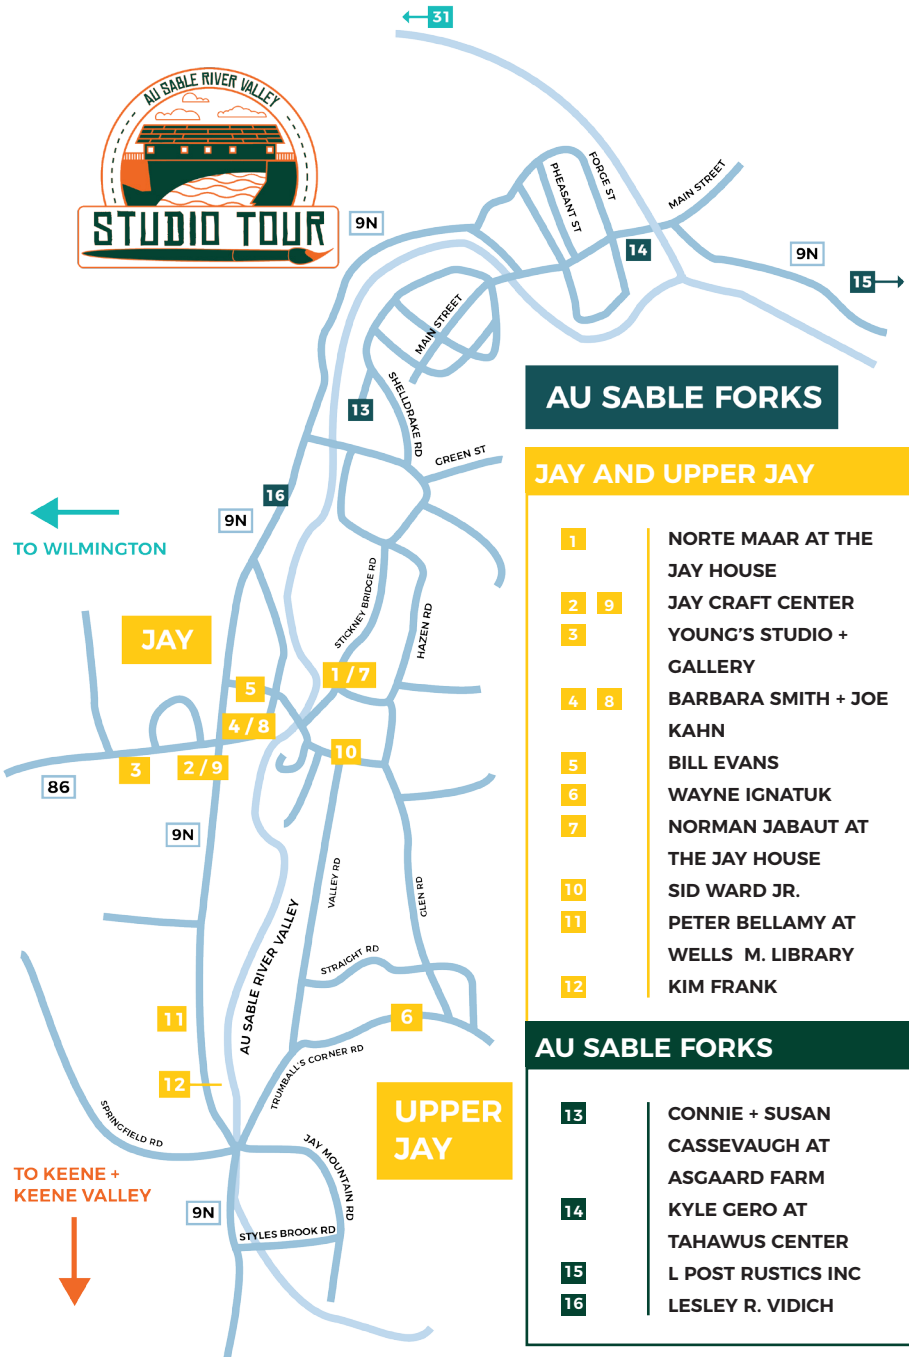 31
AU SABLE RIVER VALLEY
STUDIO TOUR
9N
PHEASANT ST
FORGE ST
MAIN STREET
14
9N
15
MAIN STREET
13
SHELLDRAKE RD
GREEN ST
16
9N
TO WILMINGTON
STICKNEY BRIDGE RD
HAZEN RD
JAY
1 / 7
5
4 / 8
10
3
2 / 9
86
9N
VALLEY RD
GLEN RD
AU SABLE RIVER VALLEY
STRAIGHT RD
11
6
TRUMBALL'S CORNER RD
12
UPPER
JAY
SPRINGFIELD RD
JAY MOUNTAIN RD
TO KEENE +
KEENE VALLEY
9N
STYLES BROOK RD
AU SABLE FORKS
JAY AND UPPER JAY
1 NORTE MAAR AT THE
JAY HOUSE
2 9 JAY CRAFT CENTER
3 YOUNG'S STUDIO +
GALLERY
4 8 BARBARA SMITH + JOE
KAHN
5 BILL EVANS
6 WAYNE IGNATUK
7 NORMAN JABAUT AT
THE JAY HOUSE
10 SID WARD JR.
11 PETER BELLAMY AT
WELLS M. LIBRARY
12 KIM FRANK
AU SABLE FORKS
13 CONNIE + SUSAN
CASSEVAUGH AT
ASGAARD FARM
14 KYLE GERO AT
TAHAWUS CENTER
15 L POST RUSTICS INC
16 LESLEY R. VIDICH